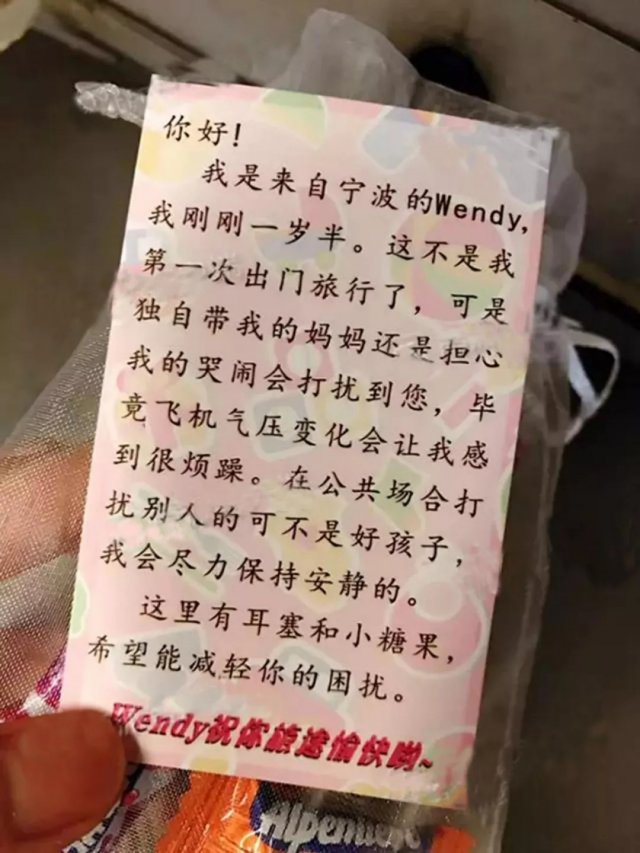 你好!
我是来自宁波的Wendy,
我刚刚一岁半。这不是我
第一次出门旅行了，可是
独自带我的妈妈还是担心
我的哭闹会打扰到您，毕
竟飞机气压变化会让我感
到很烦躁。在公共场合打
扰别人的可不是好孩子，
我会尽力保持安静的。
这里有耳塞和小糖果，
希望能减轻你的困扰。
Wendy祝你旅途愉快哟~